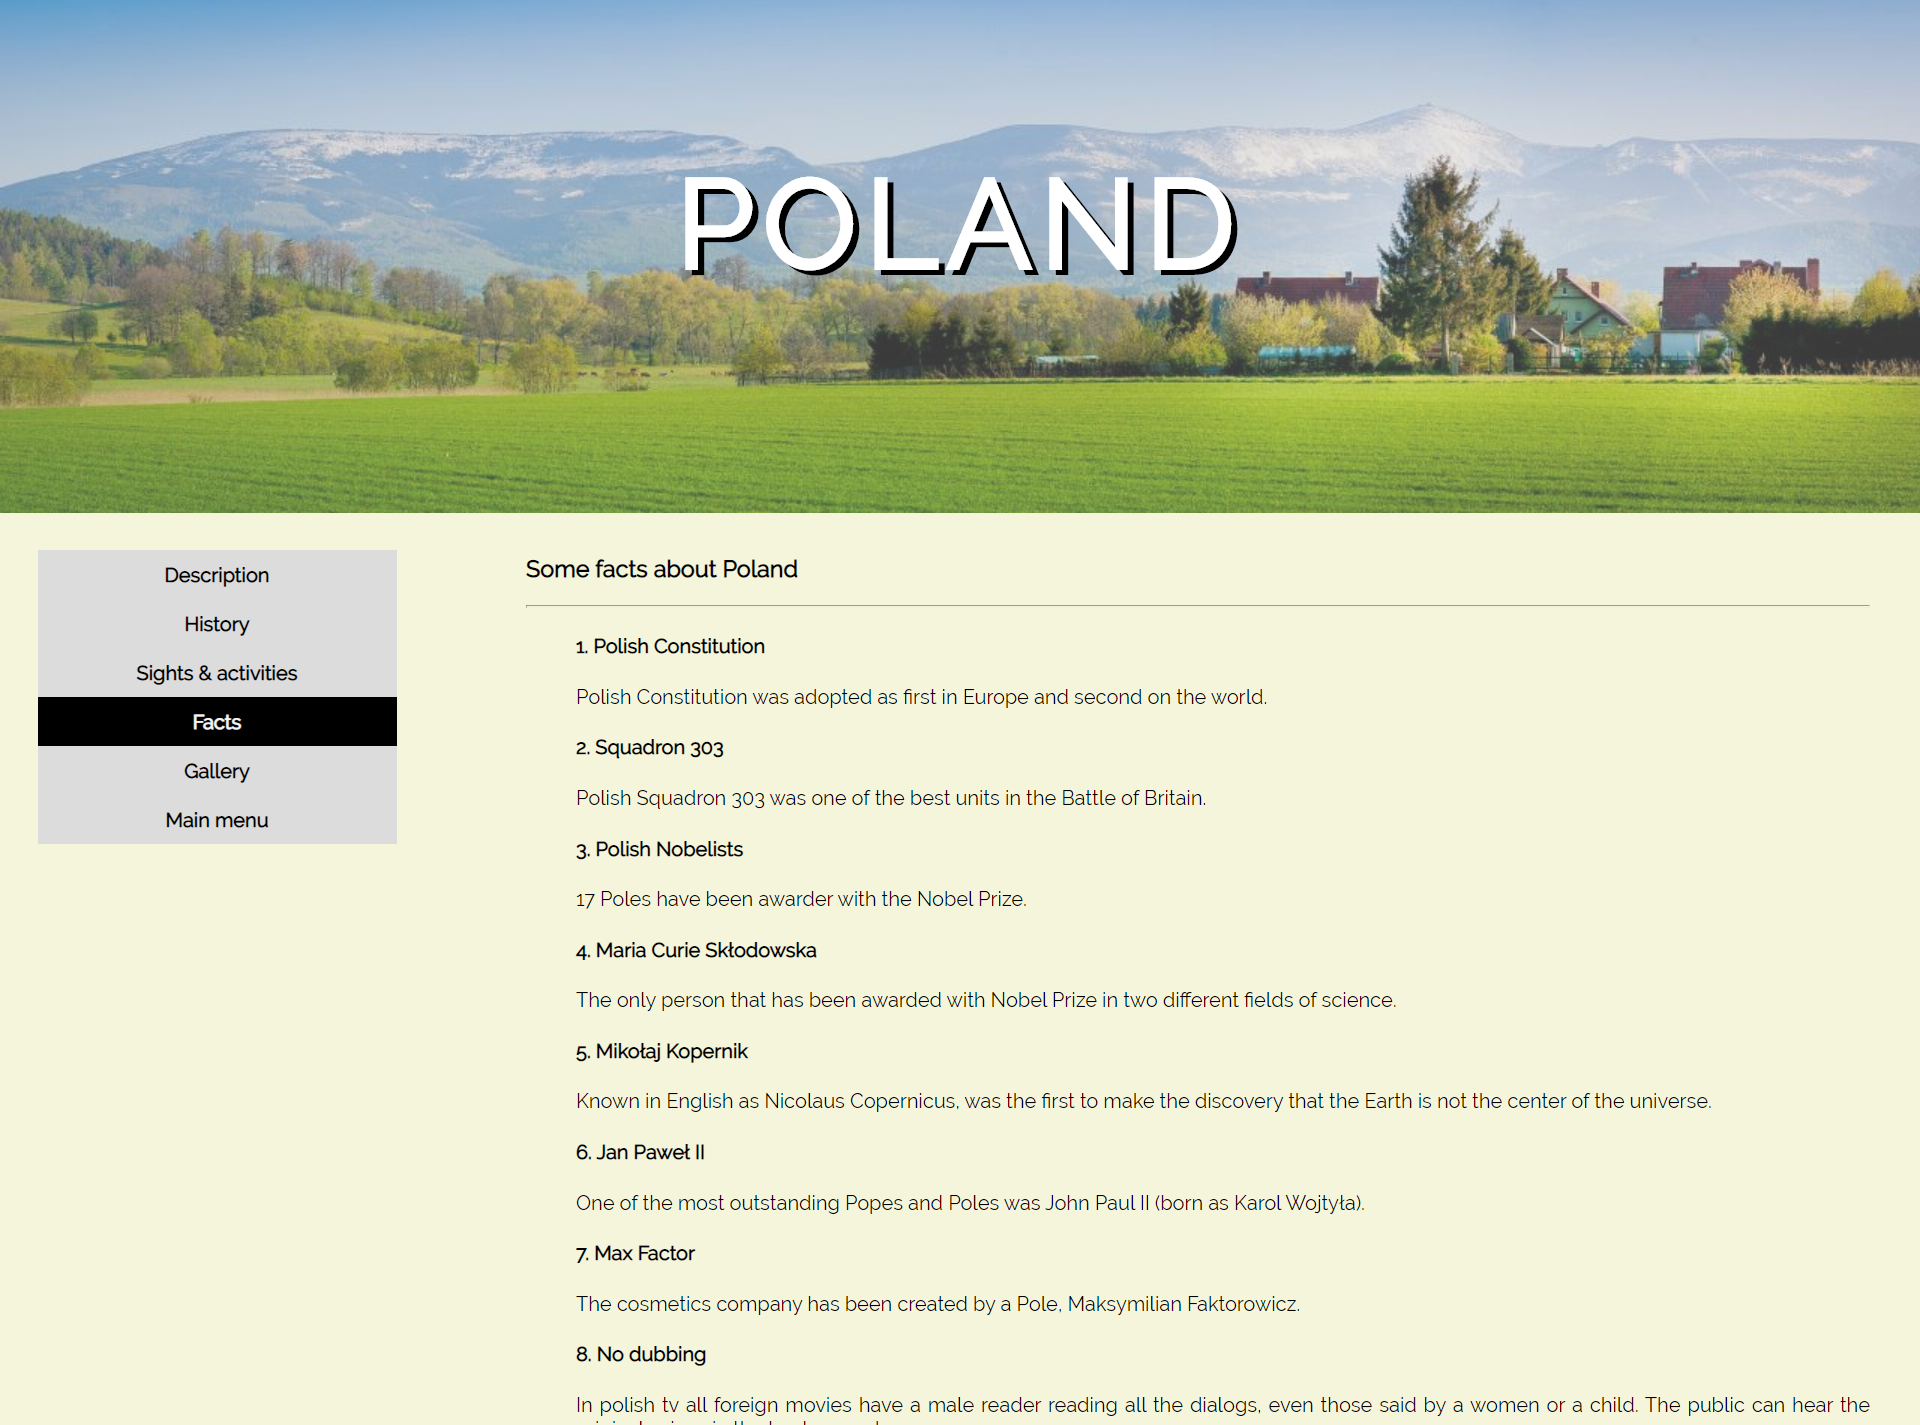 POLAND
Description
History
Sights & activities
Facts
Gallery
Main menu
Some facts about Poland
1. Polish Constitution
Polish Constitution was adopted as first in Europe and second on the world.
2. Squadron 303
Polish Squadron 303 was one of the best units in the Battle of Britain.
3. Polish Nobelists
17 Poles have been awarder with the Nobel Prize.
4. Maria Curie Skłodowska
The only person that has been awarded with Nobel Prize in two different fields of science.
5. Mikołaj Kopernik
Known in English as Nicolaus Copernicus, was the first to make the discovery that the Earth is not the center of the universe.
6. Jan Paweł II
One of the most outstanding Popes and Poles was John Paul II (born as Karol Wojtyła).
7. Max Factor
The cosmetics company has been created by a Pole, Maksymilian Faktorowicz.
8. No dubbing
In polish tv all foreign movies have a male reader reading all the dialogs, even those said by a women or a child. The public can hear the